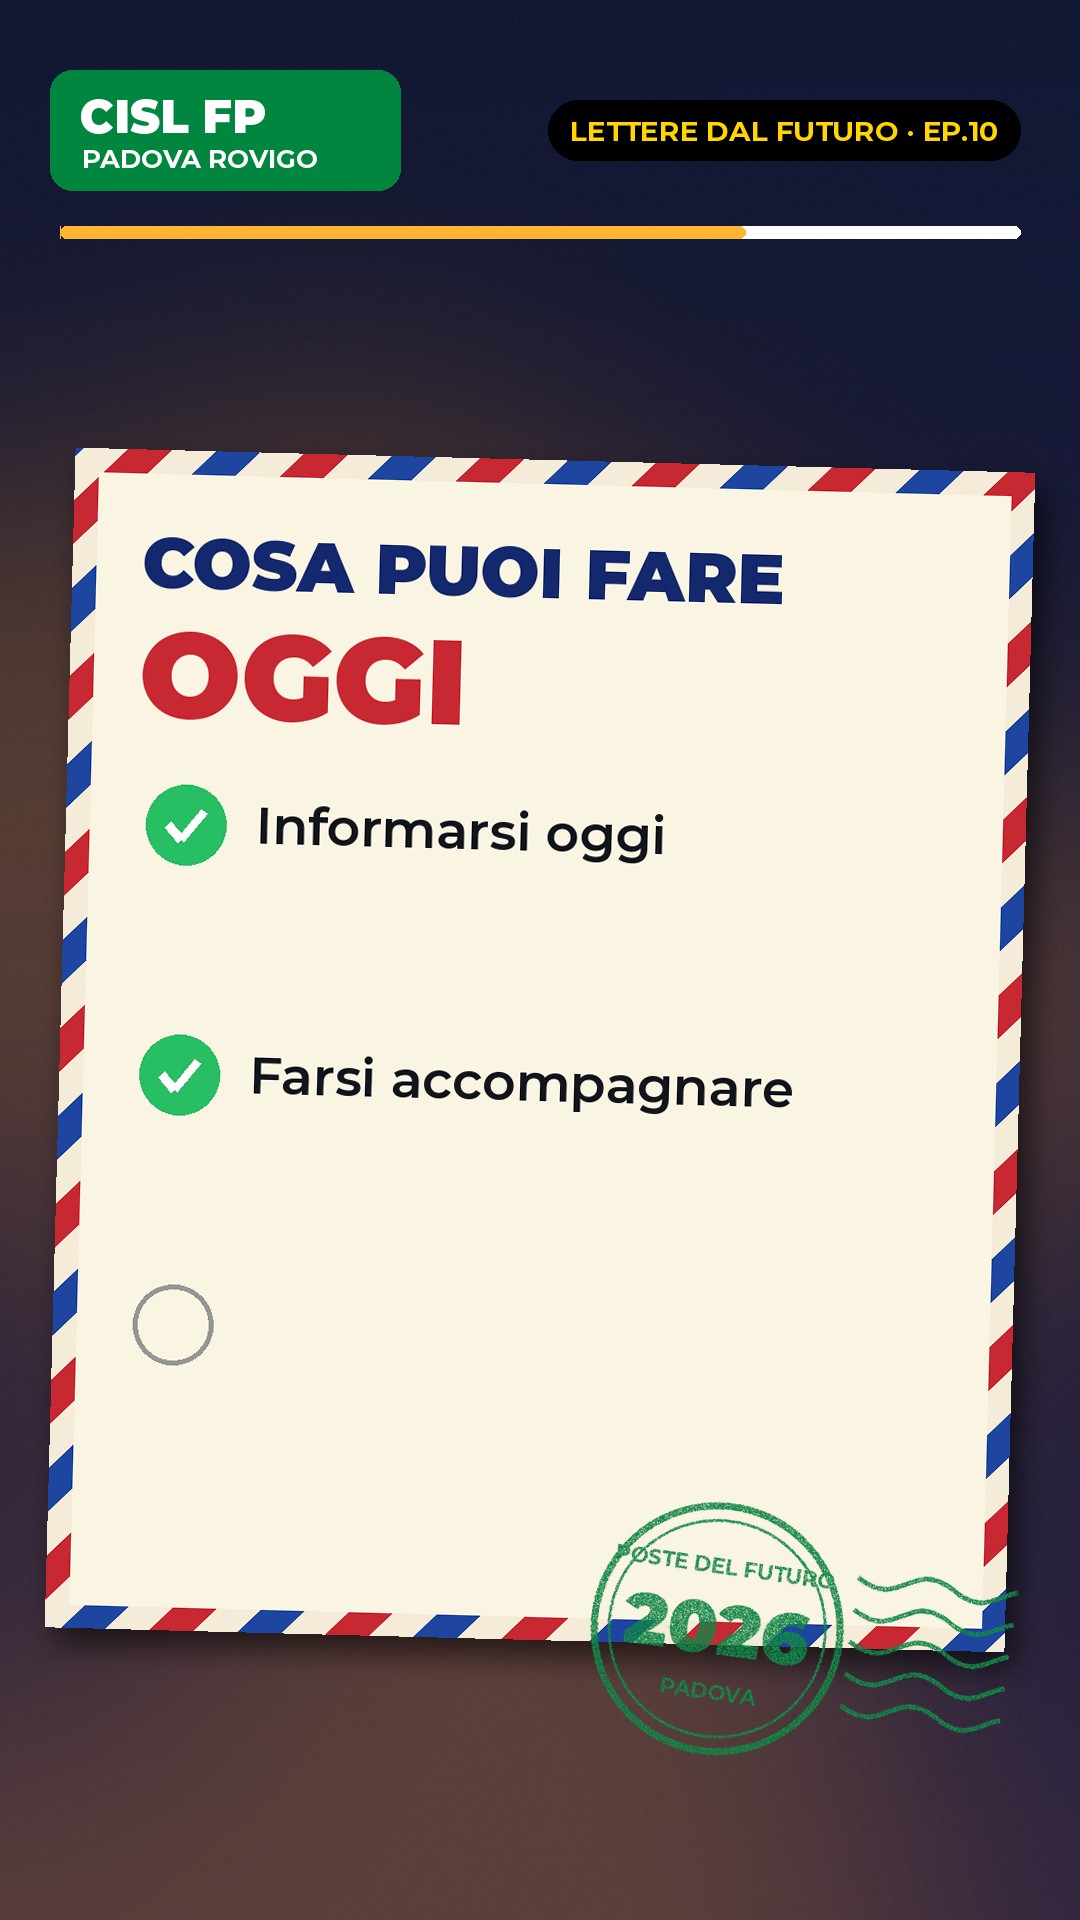 CISL FP
PADOVA ROVIGO
LETTERE DAL FUTURO · EP.10
COSA PUOI FARE
OGGI
Informarsi oggi
Farsi accompagnare
POSTE DEL FUTURO
2026
PADOVA